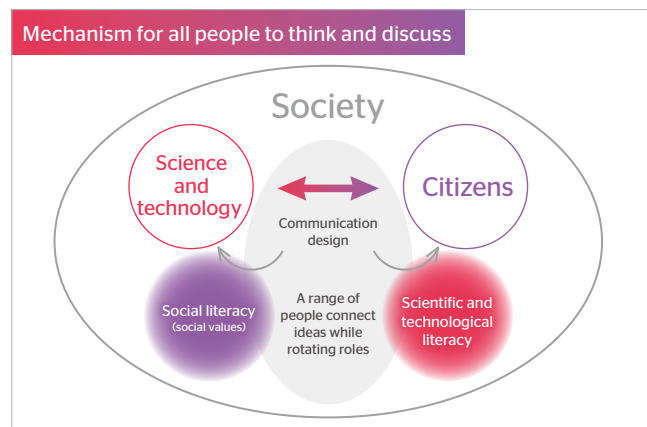 Mechanism for all people to think and discuss
Society
Science
and
technology
Citizens
Communication
design
Social literacy
(social values)
A range of
people connect
ideas while
rotating roles
Scientific and
technological
literacy